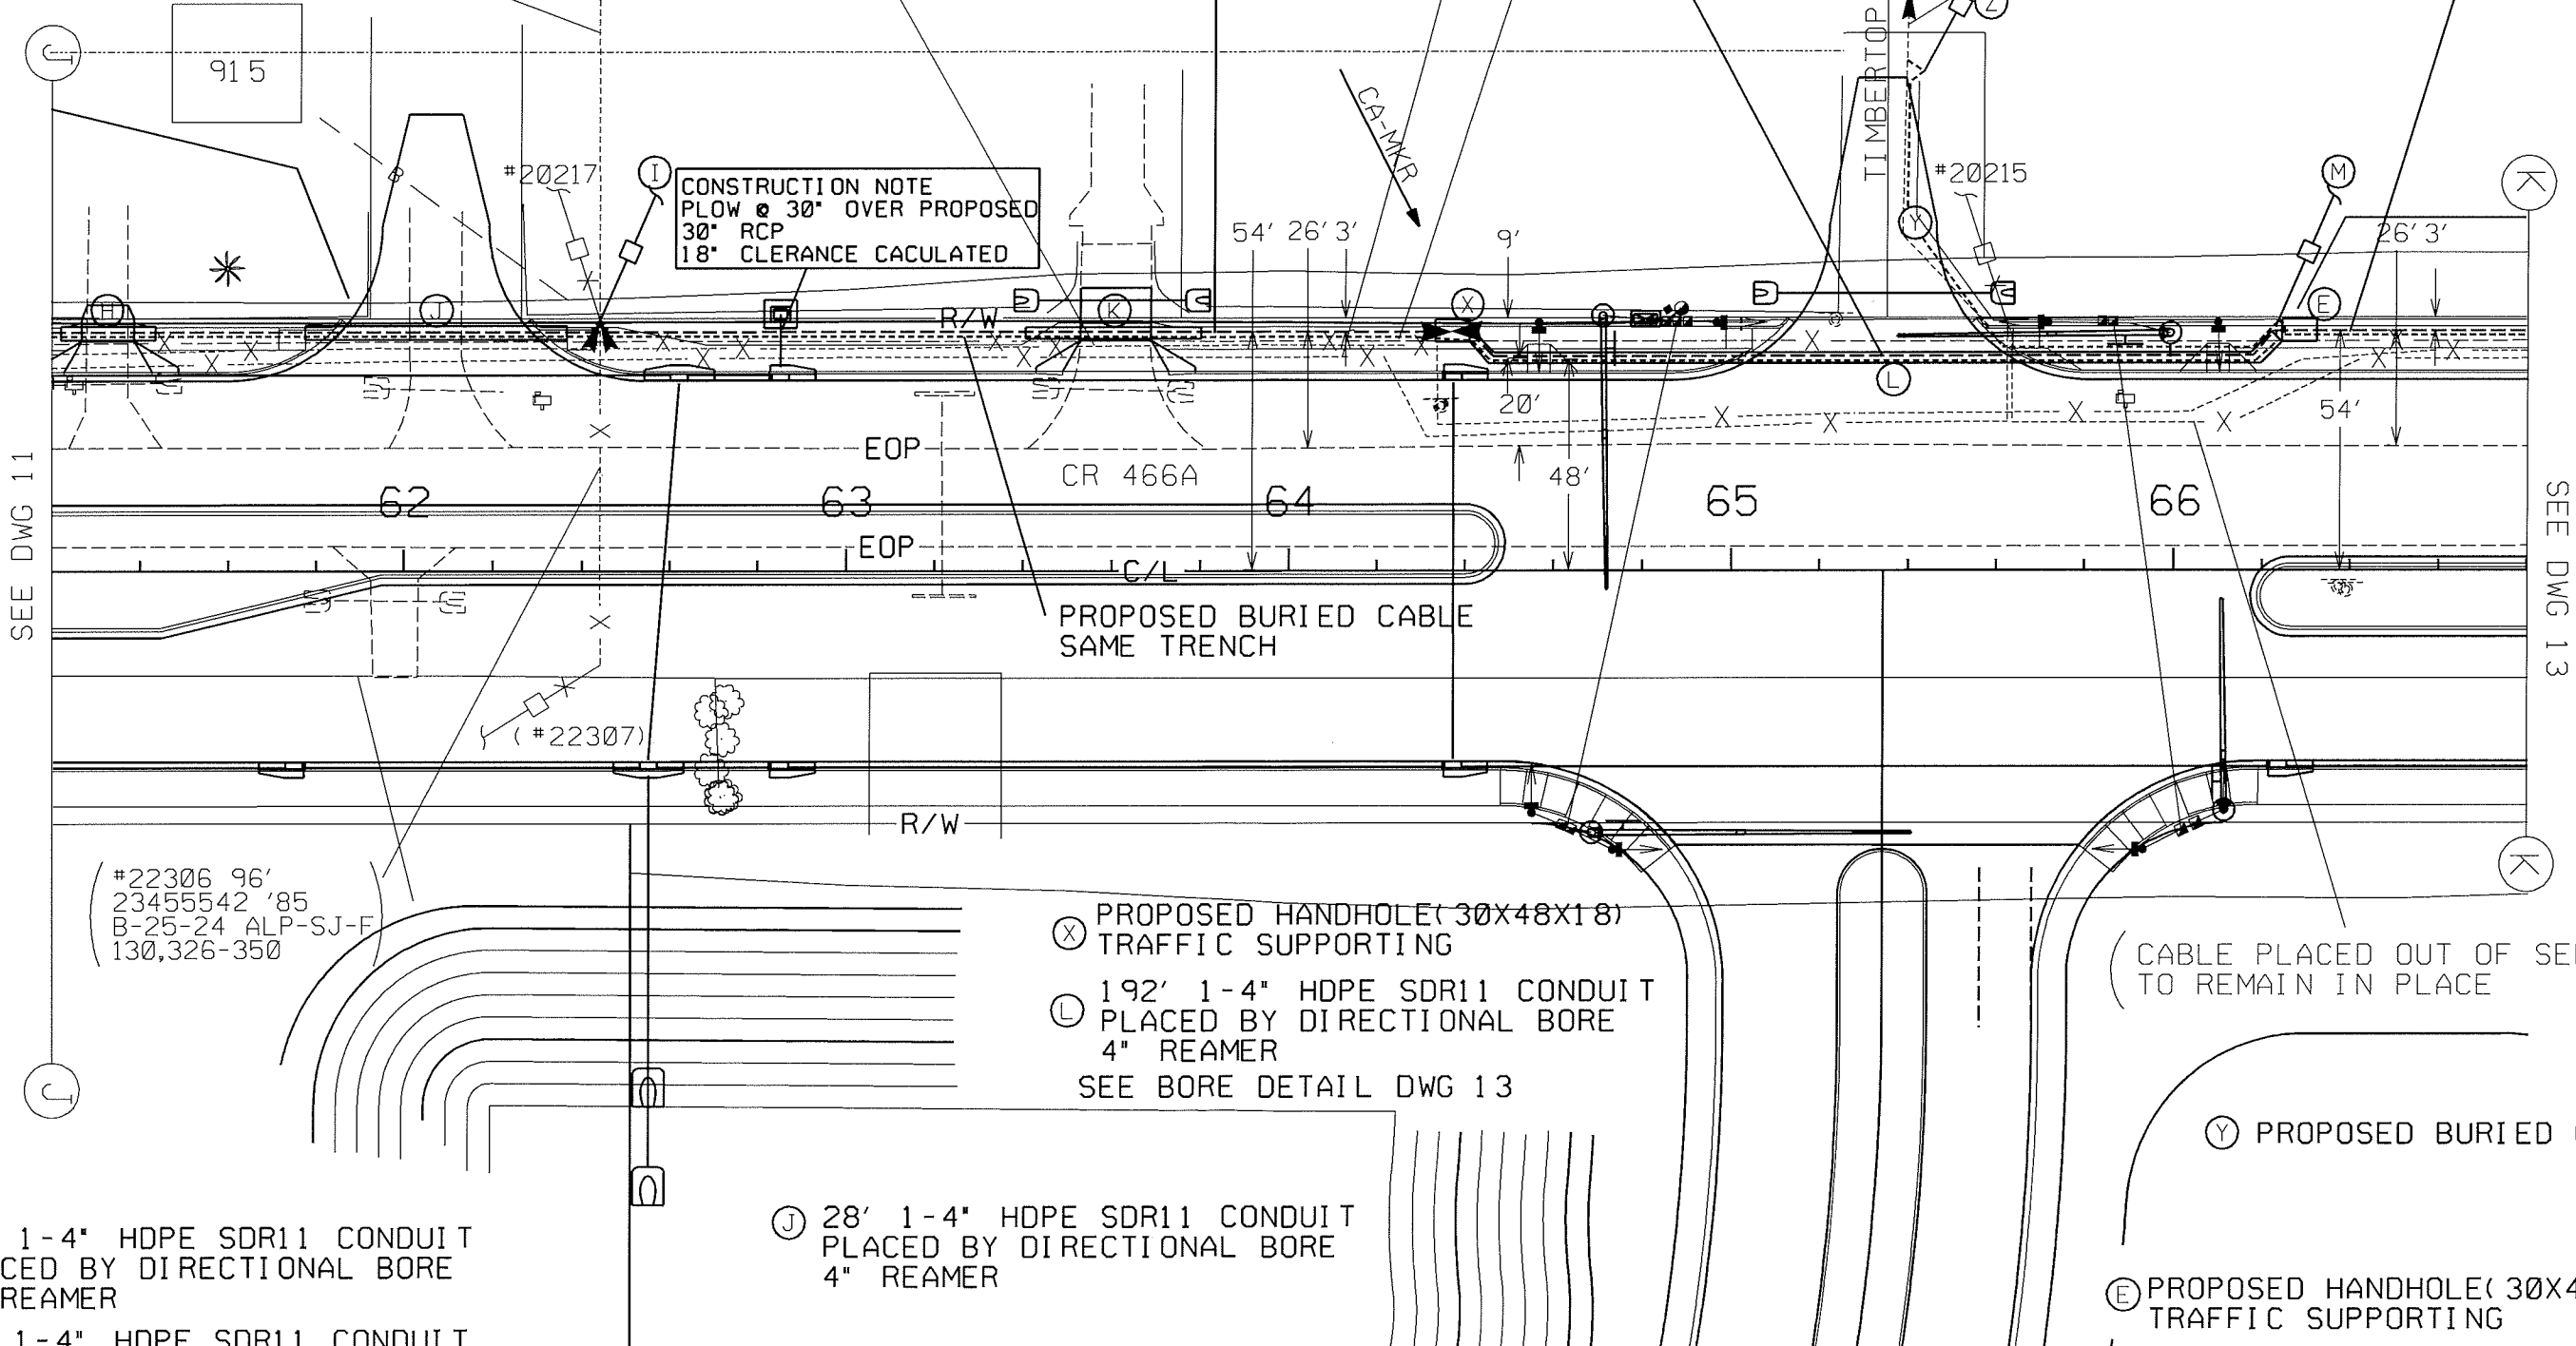 J
915
#20217
I
CONSTRUCTION NOTE
PLOW @ 30" OVER PROPOSED
30" RCP
18" CLERANCE CACULATED
CA-MKR
TIMBERTOP
Z
#20215
M
K
54' 26' 3'
9'
26' 3'
H
J
R/W
K
X
Y
E
L
20'
54'
EOP
CR 466A
48'
SEE DWG 11
62
63
64
65
66
SEE DWG 13
EOP
C/L
PROPOSED BURIED CABLE
SAME TRENCH
(#22307)
R/W
K
#22306 96'
23455542 '85
B-25-24 ALP-SJ-F
130,326-350
X PROPOSED HANDHOLE(30X48X18)
TRAFFIC SUPPORTING
L 192' 1-4" HDPE SDR11 CONDUIT
PLACED BY DIRECTIONAL BORE
4" REAMER
SEE BORE DETAIL DWG 13
CABLE PLACED OUT OF
TO REMAIN IN PLACE
J
Y PROPOSED BURIED
J 28' 1-4" HDPE SDR11 CONDUIT
PLACED BY DIRECTIONAL BORE
4" REAMER
1-4" HDPE SDR11 CONDUIT
CED BY DIRECTIONAL BORE
REAMER
1-4" HDPE SDR11 CONDUIT
E PROPOSED HANDHOLE(30X4
TRAFFIC SUPPORTING